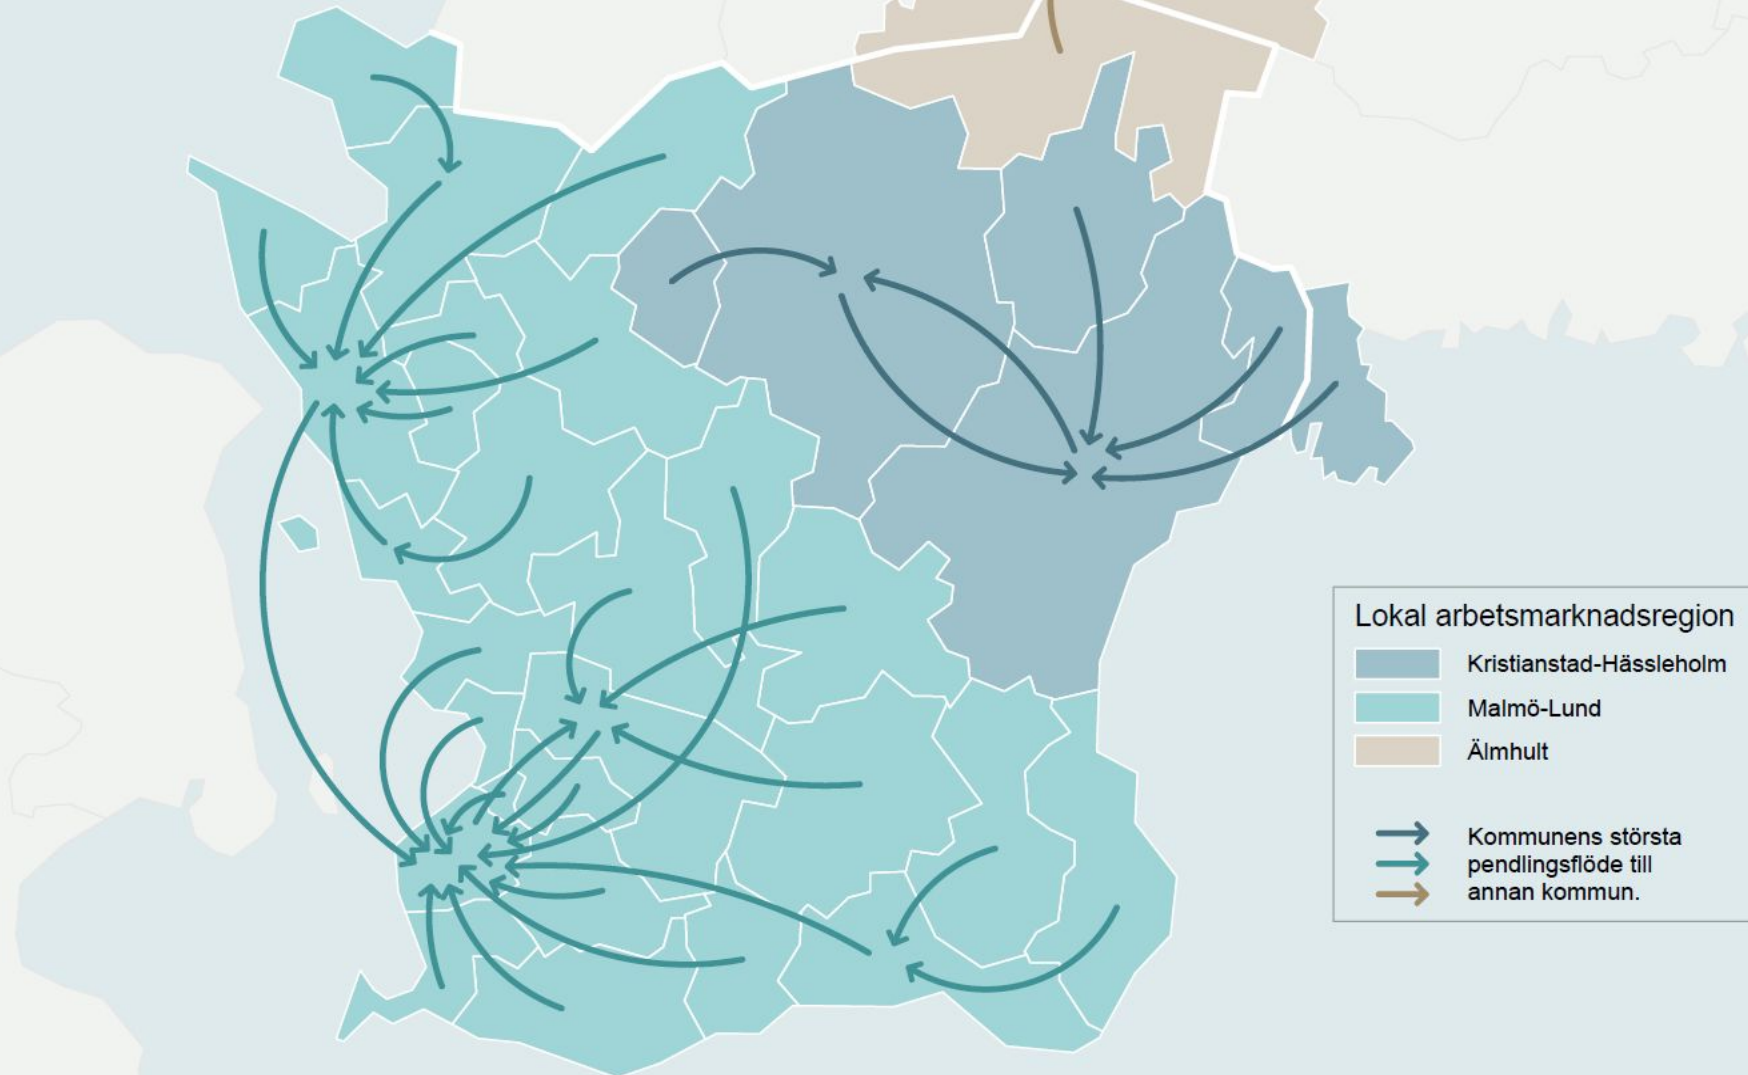 Lokal arbetsmarknadsregion
Kristianstad-Hässleholm
Malmö-Lund
Älmhult
Kommunens största
pendlingsflöde till
annan kommun.